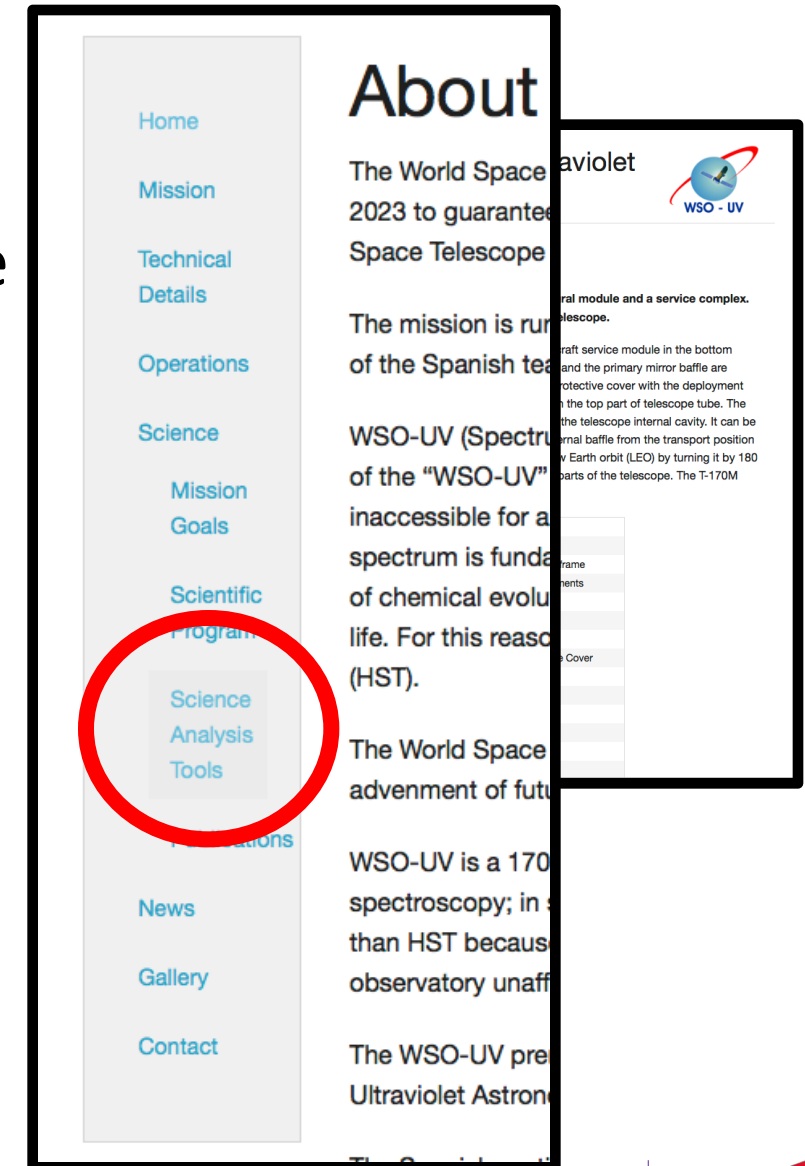 e
Home
Mission
Technical
Details
Operations
Science
Mission
Goals
Scientific
Program
Science
Analysis
Tools
Publications
News
Gallery
Contact
About
The World Space
2023 to guarantee
Space Telescope
The mission is run
of the Spanish tea
WSO-UV (Spectru
of the “WSO-UV”
inaccessible for a
spectrum is funda
of chemical evolu
life. For this reaso
(HST).
The World Space
advenment of futu
WSO-UV is a 170
spectroscopy; in s
than HST because
observatory unaff
The WSO-UV pre
Ultraviolet Astron
aviolet
WSO - UV
ral module and a service complex.
elescope.
raft service module in the bottom
and the primary mirror baffle are
rotective cover with the deployment
the top part of telescope tube. The
the telescope internal cavity. It can be
ernal baffle from the transport position
w Earth orbit (LEO) by turning it by 180
parts of the telescope. The T-170M
frame
ments
e Cover